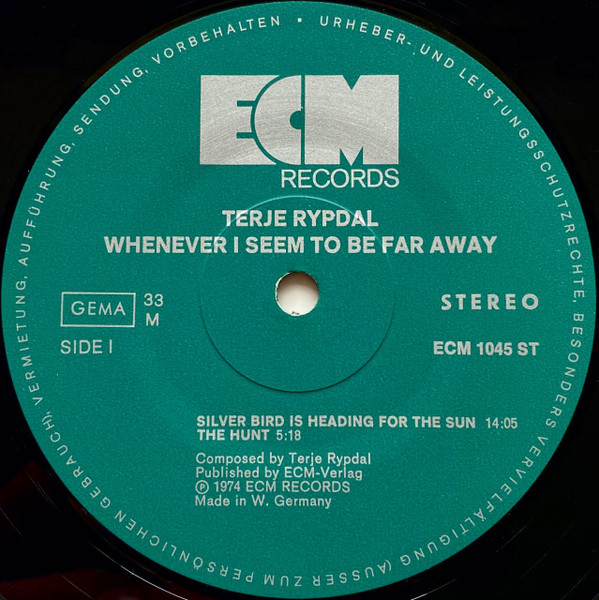 URHEBER- UND LEISTUNGSSCHUTZRECHTE, BESONDERS VERVIELFÄLTIGUNG (AUSSER ZUM PERSÖNLICHEN GEBRAUCH), VERMIETUNG, AUFFÜHRUNG, SENDUNG, VORBEHALTEN •
ECM
RECORDS
TERJE RYPDAL
WHENEVER I SEEM TO BE FAR AWAY
GEMA 33 M STEREO
SIDE I ECM 1045 ST
SILVER BIRD IS HEADING FOR THE SUN 14:05
THE HUNT 5:18
Composed by Terje Rypdal
Published by ECM-Verlag
℗ 1974 ECM RECORDS
Made in W. Germany